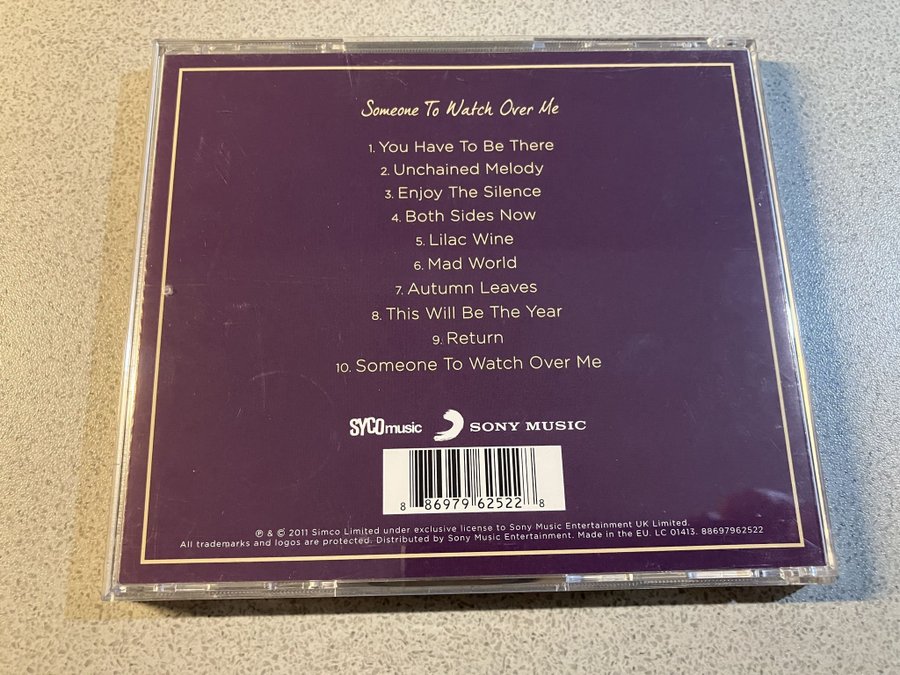 Someone To Watch Over Me
1. You Have To Be There
2. Unchained Melody
3. Enjoy The Silence
4. Both Sides Now
5. Lilac Wine
6. Mad World
7. Autumn Leaves
8. This Will Be The Year
9. Return
10. Someone To Watch Over Me
SYCOmusic SONY MUSIC
8 86979 62522 8
℗ & © 2011 Simco Limited under exclusive license to Sony Music Entertainment UK Limited.
All trademarks and logos are protected. Distributed by Sony Music Entertainment. Made in the EU. LC 01413. 88697962522